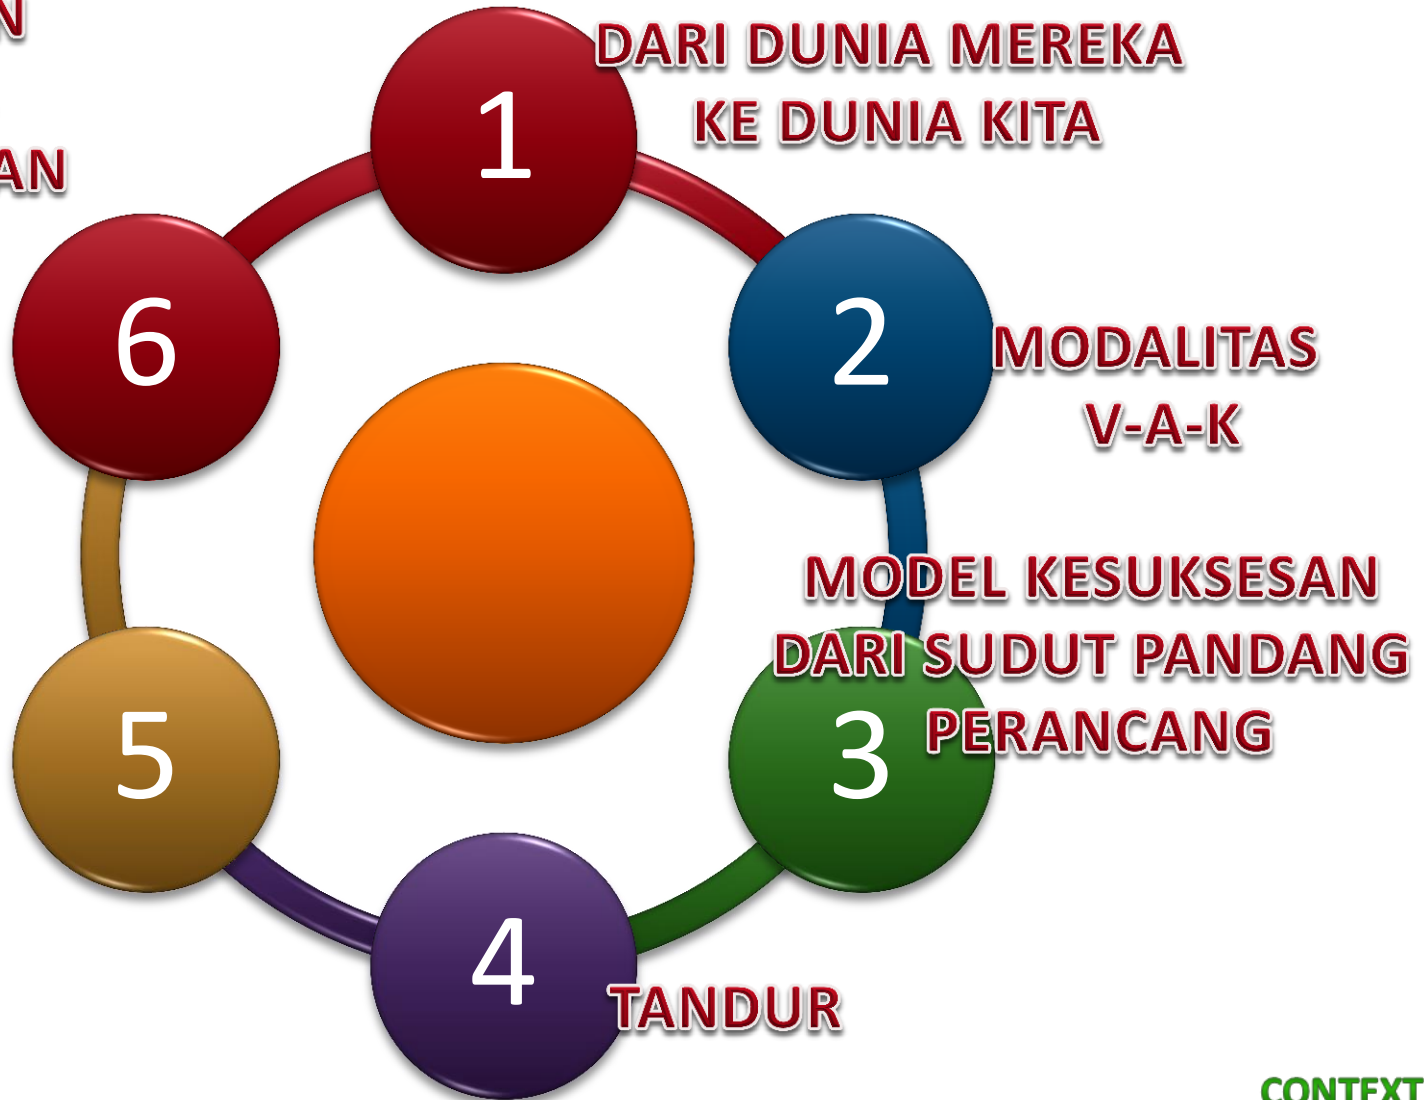 1
DARI DUNIA MEREKA
KE DUNIA KITA
2
MODALITAS
V-A-K
MODEL KESUKSESAN
DARI SUDUT PANDANG
PERANCANG
3
4
TANDUR
5
6
CONTEXT